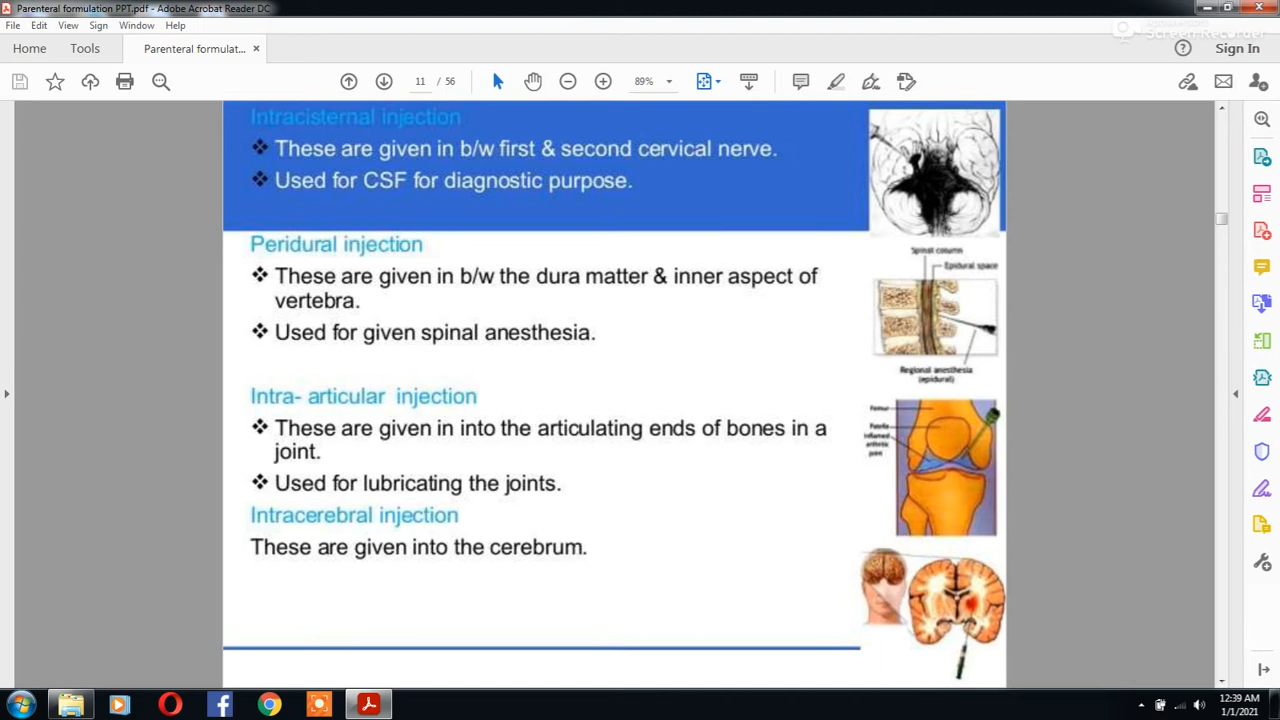 Parenteral formulation PPT.pdf - Adobe Acrobat Reader DC
File Edit View Sign Window Help
Home Tools Parenteral formulat... × Sign In
11 / 56 89%
Intracisternal injection
❖ These are given in b/w first & second cervical nerve.
❖ Used for CSF for diagnostic purpose.
Peridural injection
❖ These are given in b/w the dura matter & inner aspect of
vertebra.
❖ Used for given spinal anesthesia.
Intra- articular injection
❖ These are given in into the articulating ends of bones in a
joint.
❖ Used for lubricating the joints.
Intracerebral injection
These are given into the cerebrum.
Spinal column
Epidural space
Regional anesthesia
(epidural)
Femur
Patella
Inflamed
arthritic
joint
12:39 AM
1/1/2021